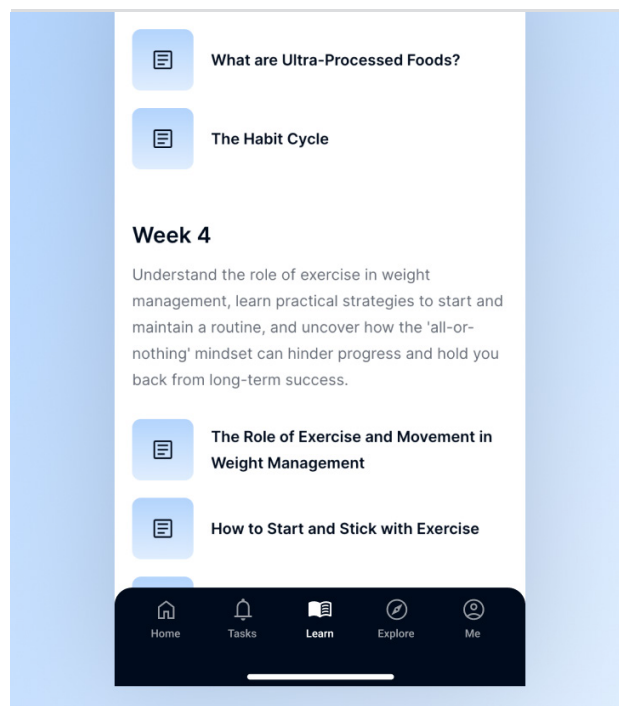 What are Ultra-Processed Foods?
The Habit Cycle
Week 4
Understand the role of exercise in weight
management, learn practical strategies to start and
maintain a routine, and uncover how the 'all-or-
nothing' mindset can hinder progress and hold you
back from long-term success.
The Role of Exercise and Movement in
Weight Management
How to Start and Stick with Exercise
Home Tasks Learn Explore Me